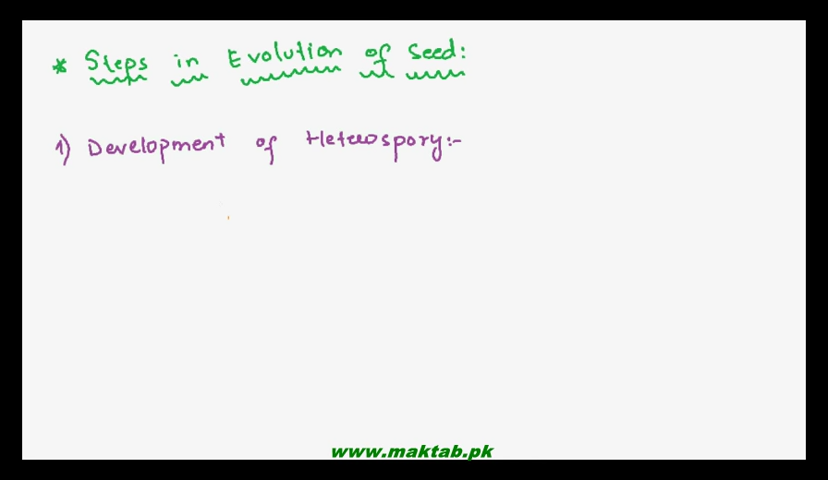 * Steps in Evolution of Seed:
1) Development of Heterospory:-
www.maktab.pk